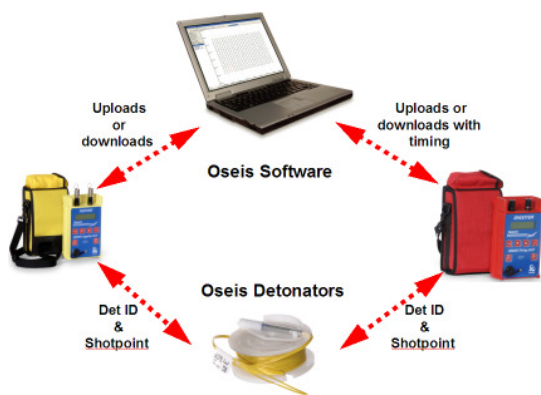 Uploads
or
downloads
Uploads or
downloads with
timing
Oseis Software
Oseis Detonators
Det ID
&
Shotpoint
Det ID
&
Shotpoint